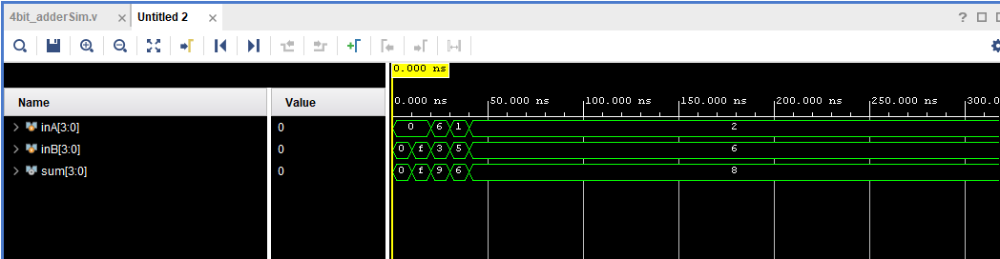 4bit_adderSim.v × Untitled 2 ×
?
0.000 ns
Name Value
0.000 ns 50.000 ns 100.000 ns 150.000 ns 200.000 ns 250.000 ns 300.0
inA[3:0] 0 0 6 1 2
inB[3:0] 0 0 f 3 5 6
sum[3:0] 0 0 f 9 6 8